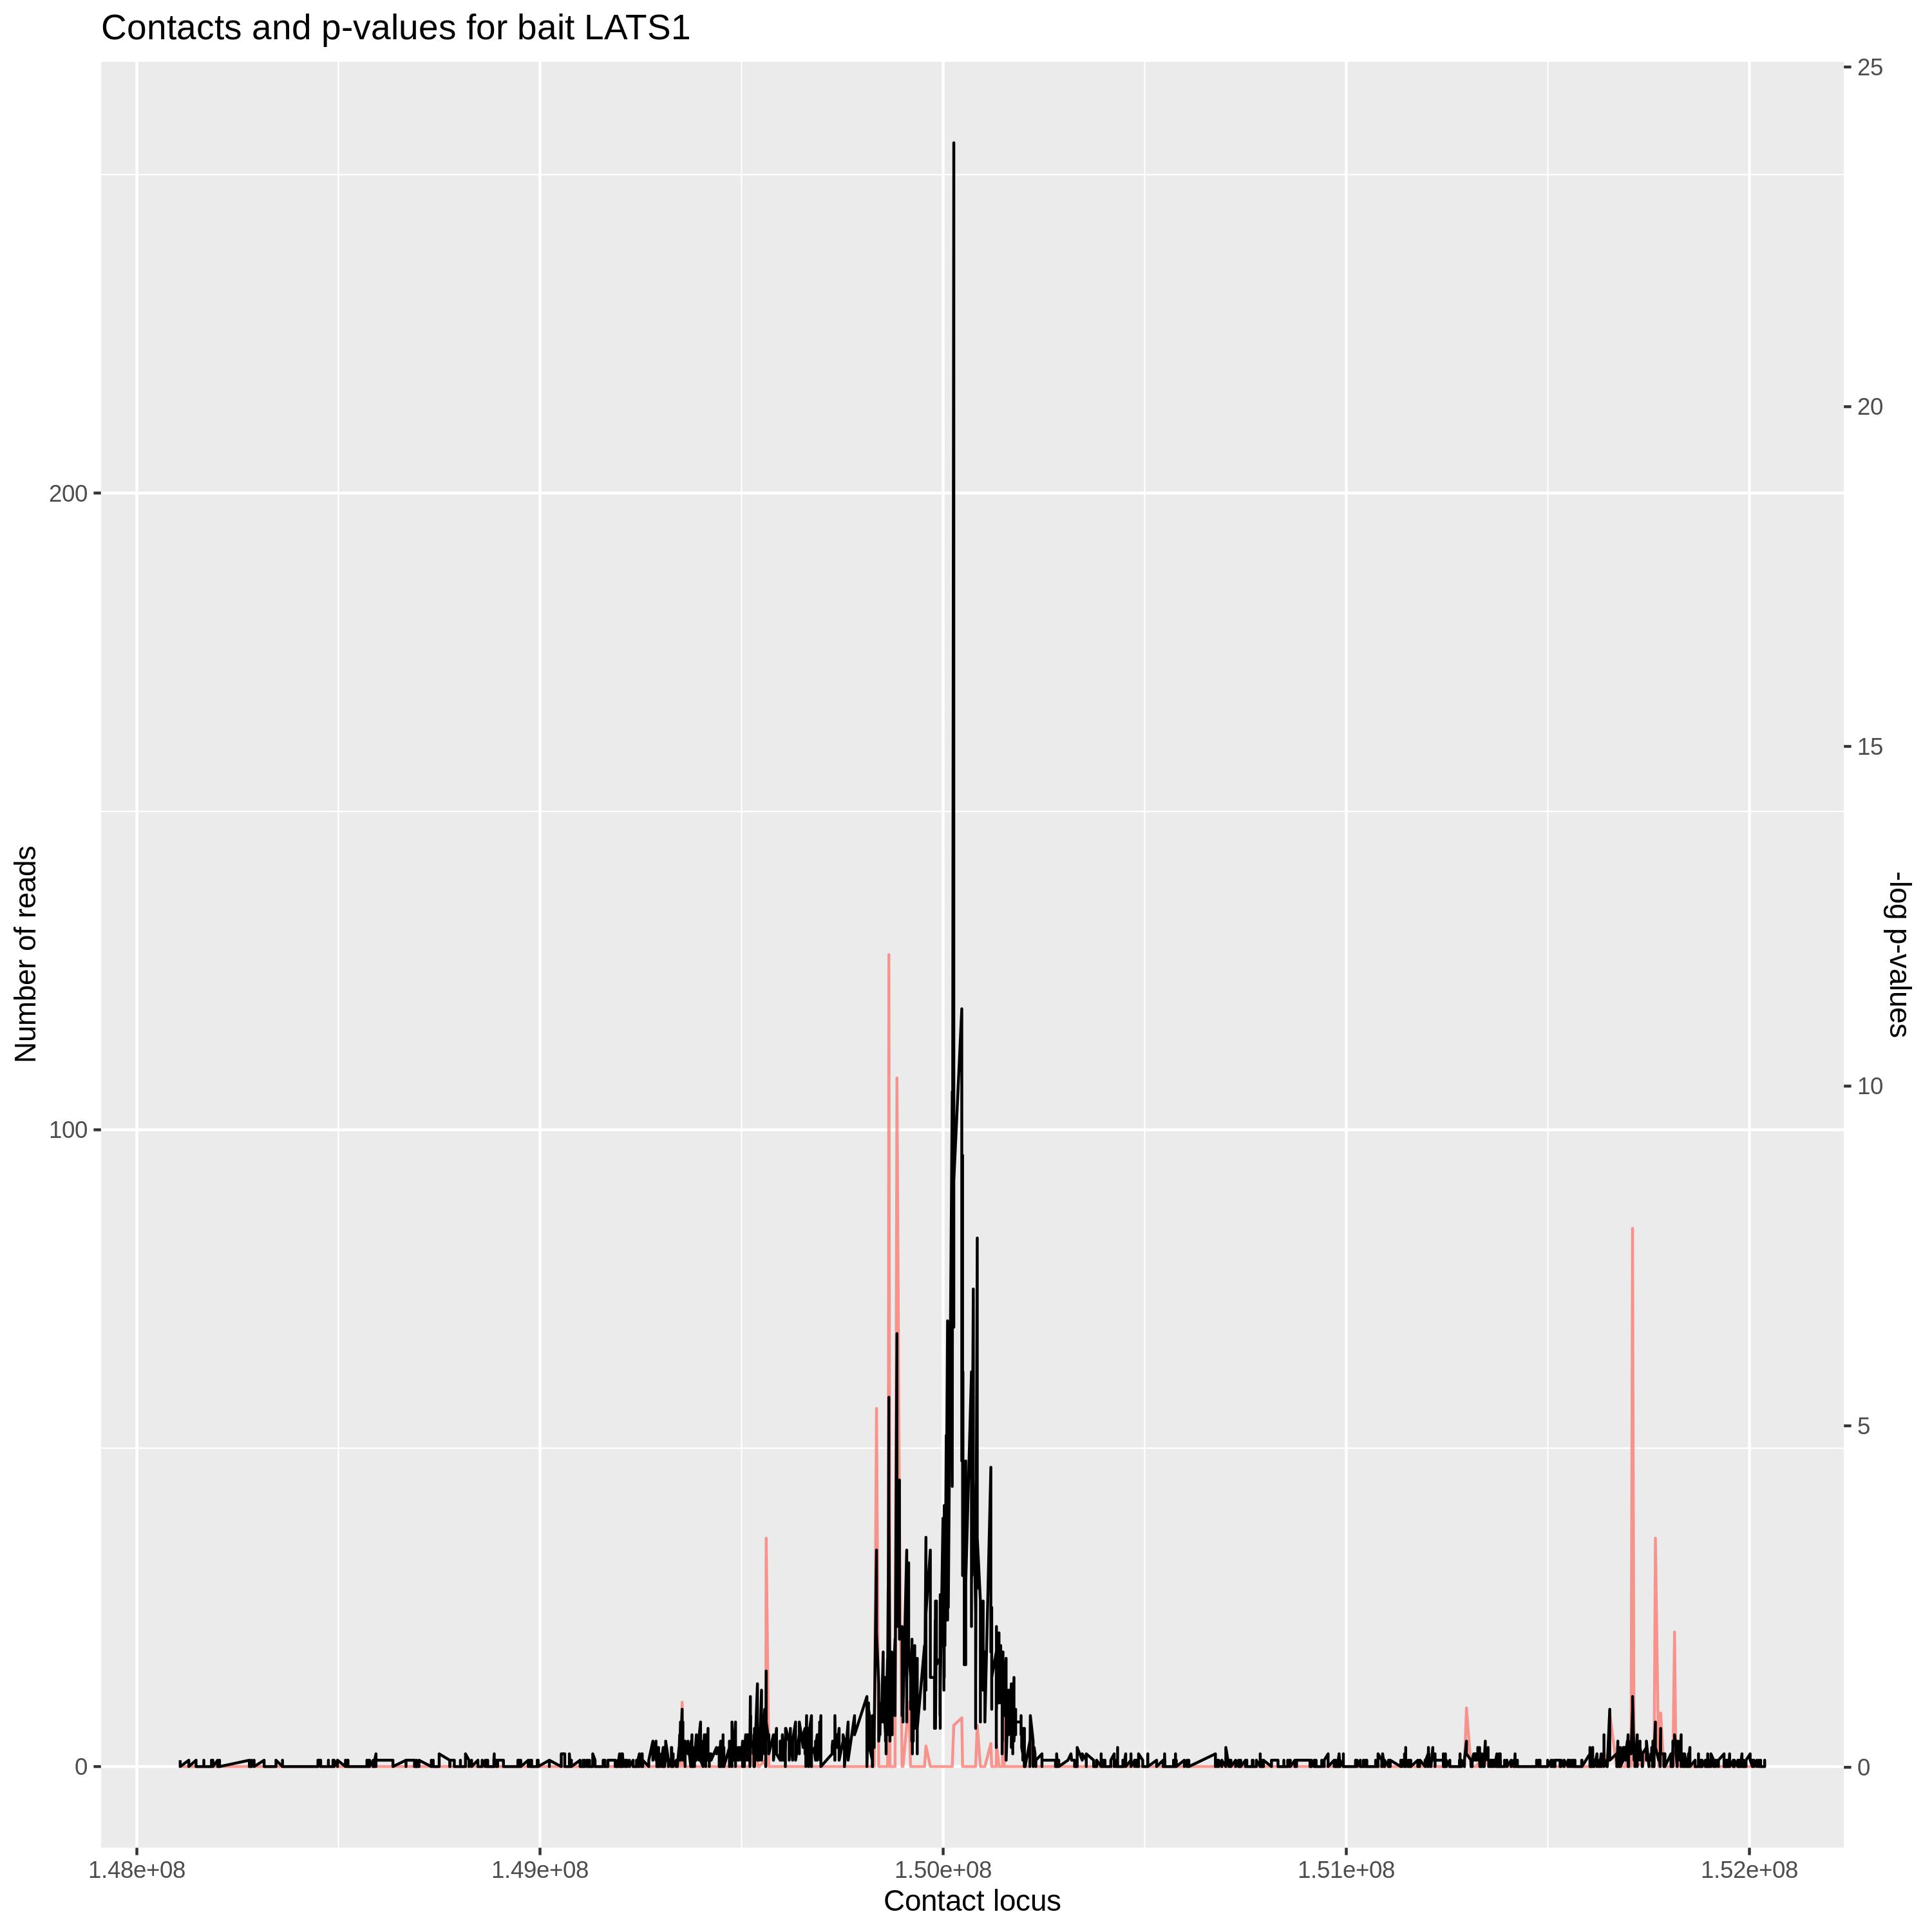 Contacts and p-values for bait LATS1
25
20
200
15
Number of reads
-log p-values
10
100
5
0
0
1.48e+08
1.49e+08
1.50e+08
1.51e+08
1.52e+08
Contact locus